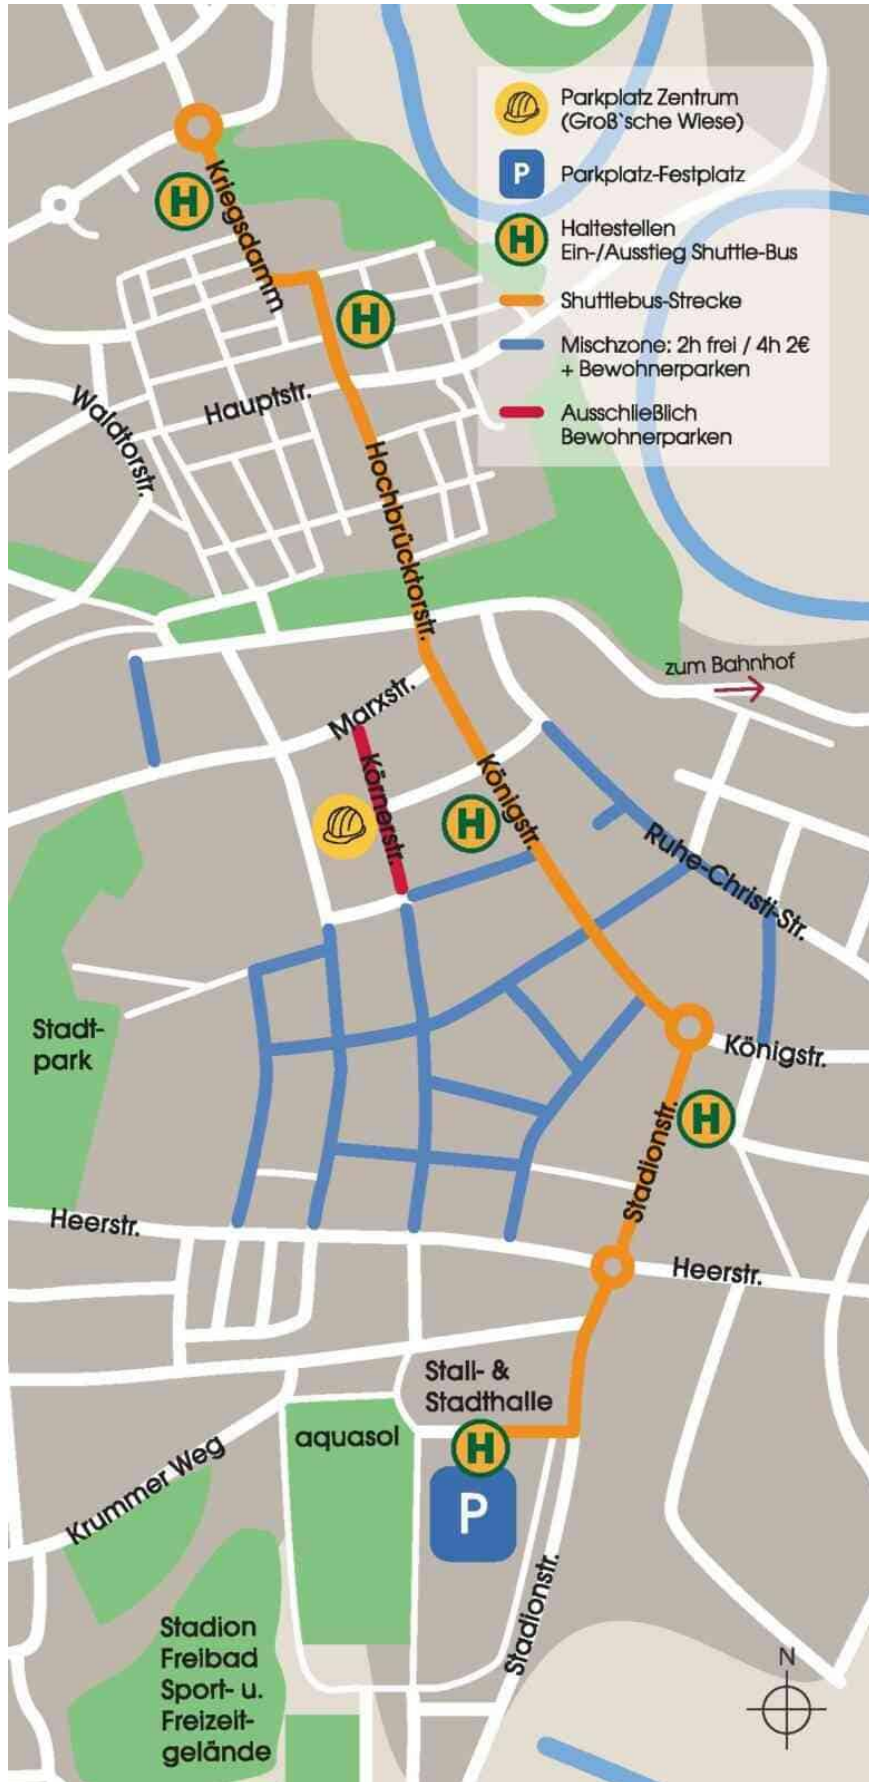 Parkplatz Zentrum
(Groß`sche Wiese)
P
Parkplatz-Festplatz
H
Haltestellen
Ein-/Ausstieg Shuttle-Bus
Shuttlebus-Strecke
Mischzone: 2h frei / 4h 2€
+ Bewohnerparken
Ausschließlich
Bewohnerparken
H
Kriegsdamm
H
Hauptstr.
Waldtorstr.
Hochbrücktorstr.
zum Bahnhof
Marxstr.
Körnerstr.
H
Königstr.
Ruhe-Christi-Str.
Stadt-
park
Königstr.
H
Stadionstr.
Heerstr.
Heerstr.
Stall- &
Stadthalle
aquasol
H
P
Krummer Weg
Stadionstr.
Stadion
Freibad
Sport- u.
Freizeit-
gelände
N